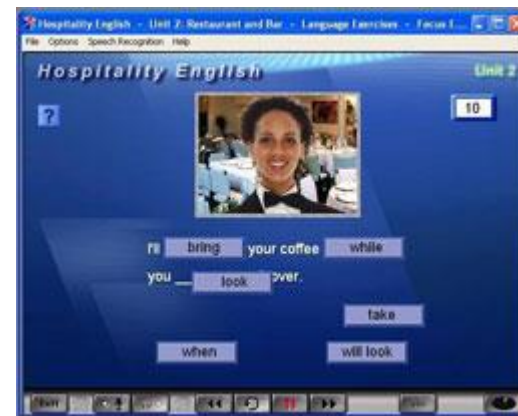 Hospitality English - Unit 2: Restaurant and Bar - Language Exercises - Focus E...
File Options Speech Recognition Help
Hospitality English Unit 2
? 10
I'll bring your coffee while
you __ look over.
take
when will look